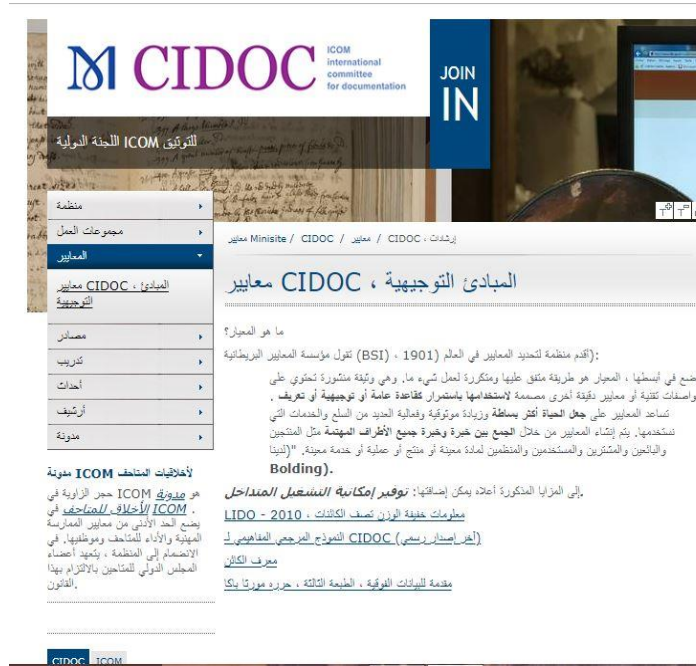 CIDOC
ICOM
international
committee
for documentation
JOIN
IN
للتوثيق ICOM اللجنة الدولية
منظمة
مجموعات العمل
المعايير
المبادئ ، CIDOC معايير
التوجيهية
مصادر
تدريب
أحداث
أرشيف
مدونة
لأخلاقيات المتاحف ICOM مدونة
هو مدونة ICOM حجر الزاوية في
. ICOM الأخلاق للمتاحف في
يضع الحد الأدنى من معايير الممارسة
المهنية والأداء للمتاحف وموظفيها. في
الانضمام إلى المنظمة ، يتعهد أعضاء
المجلس الدولي للمتاحين بالالتزام بهذا
القانون.
CIDOC ICOM
إرشادات ، CIDOC / معايير / Minisite / CIDOC معايير
المبادئ التوجيهية ، CIDOC معايير
ما هو المعيار؟
(أقدم منظمة لتحديد المعايير في العالم (1901 ، BSI) تقول مؤسسة المعايير البريطانية:
ضع في أبسطها ، المعيار هو طريقة متفق عليها ومتكررة لعمل شيء ما. وهي وثيقة منشورة تحتوي على
واصفات تقنية أو معايير دقيقة أخرى مصممة لاستخدامها باستمرار كقاعدة عامة أو توجيهية أو تعريف .
تساعد المعايير على جعل الحياة أكثر بساطة وزيادة موثوقية وفعالية العديد من السلع والخدمات التي
نستخدمها. يتم إنشاء المعايير من خلال الجمع بين خبرة وخبرة جميع الأطراف المهتمة مثل المنتجين
والبائعين والمشترين والمستخدمين والمنظمين لمادة معينة أو منتج أو عملية أو خدمة معينة. "(لدينا
Bolding).
إلى المزايا المذكورة أعلاه يمكن إضافتها: توفير إمكانية التشغيل المتداخل.
معلومات خفيفة الوزن تصف الكائنات ، LIDO - 2010
(آخر إصدار رسمي) CIDOC النموذج المرجعي المفاهيمي لـ
معرف الكائن
مقدمة للبيانات الفوقية ، الطبعة الثالثة ، حرره مورتا باكا